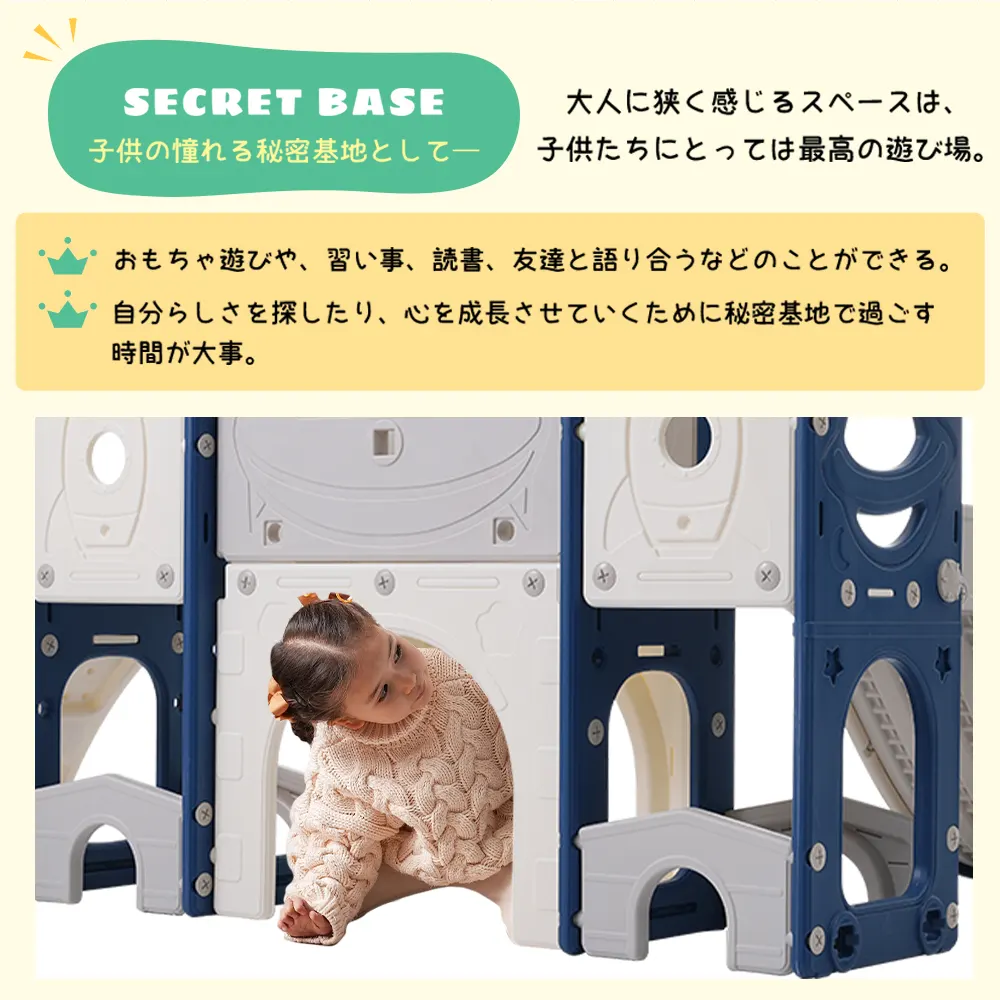 SECRET BASE
子供の憧れる秘密基地として―
大人に狭く感じるスペースは、
子供たちにとっては最高の遊び場。
おもちゃ遊びや、習い事、読書、友達と語り合うなどのことができる。
自分らしさを探したり、心を成長させていくために秘密基地で過ごす
時間が大事。